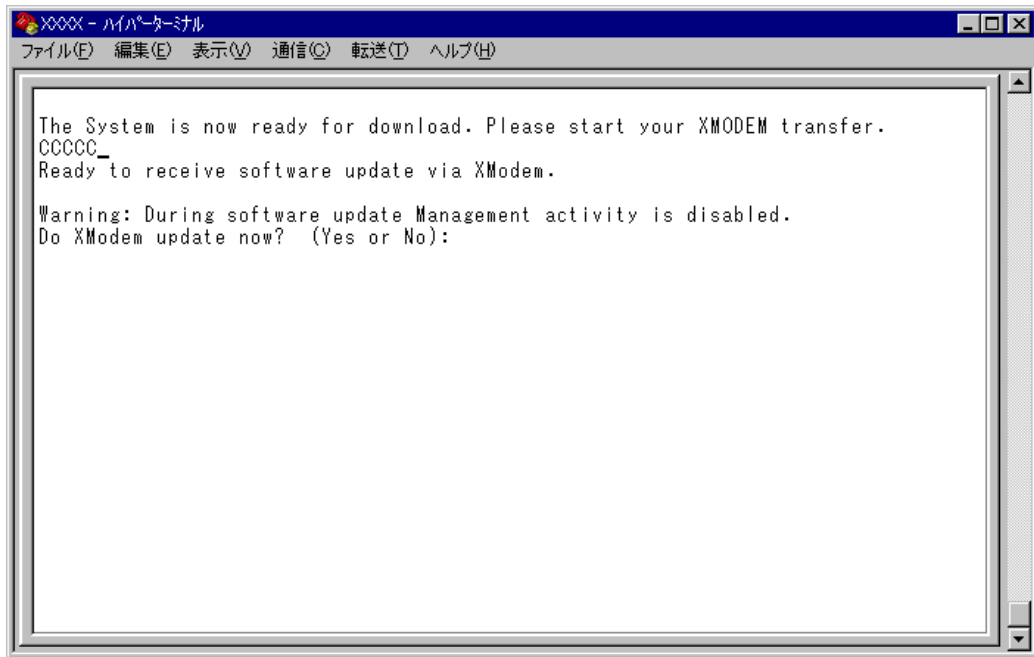 XXXX - ﾊｲﾊﾟｰﾀｰﾐﾅﾙ
ファイル(F) 編集(E) 表示(V) 通信(C) 転送(T) ヘルプ(H)
The System is now ready for download. Please start your XMODEM transfer.
CCCCC_
Ready to receive software update via XModem.
Warning: During software update Management activity is disabled.
Do XModem update now?  (Yes or No):